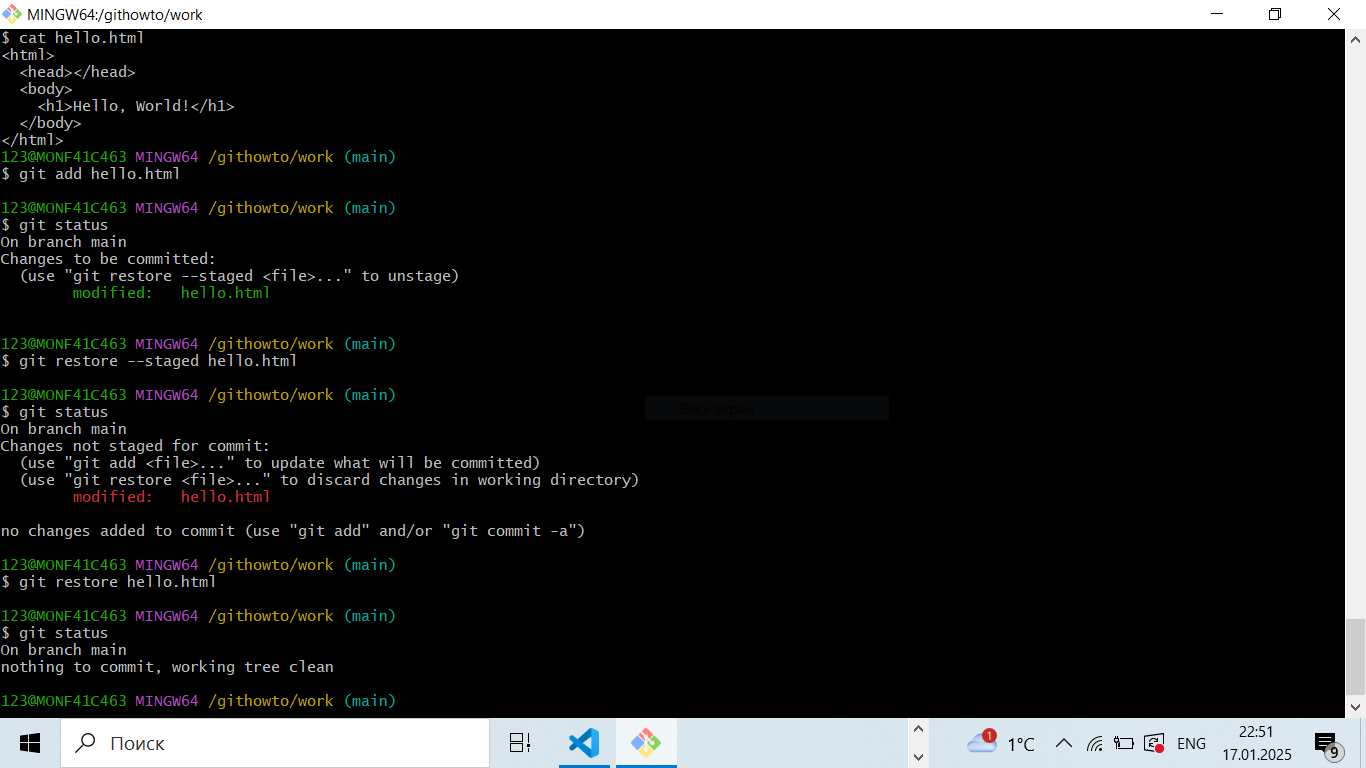 MINGW64:/githowto/work
$ cat hello.html
<html>
  <head></head>
  <body>
    <h1>Hello, World!</h1>
  </body>
</html>
123@MONF41C463 MINGW64 /githowto/work (main)
$ git add hello.html

123@MONF41C463 MINGW64 /githowto/work (main)
$ git status
On branch main
Changes to be committed:
  (use "git restore --staged <file>..." to unstage)
        modified:   hello.html

123@MONF41C463 MINGW64 /githowto/work (main)
$ git restore --staged hello.html

123@MONF41C463 MINGW64 /githowto/work (main)
$ git status
On branch main
Changes not staged for commit:
  (use "git add <file>..." to update what will be committed)
  (use "git restore <file>..." to discard changes in working directory)
        modified:   hello.html

no changes added to commit (use "git add" and/or "git commit -a")

123@MONF41C463 MINGW64 /githowto/work (main)
$ git restore hello.html

123@MONF41C463 MINGW64 /githowto/work (main)
$ git status
On branch main
nothing to commit, working tree clean

123@MONF41C463 MINGW64 /githowto/work (main)
Весь экран
Поиск
1
1°C
ENG
22:51
17.01.2025
9